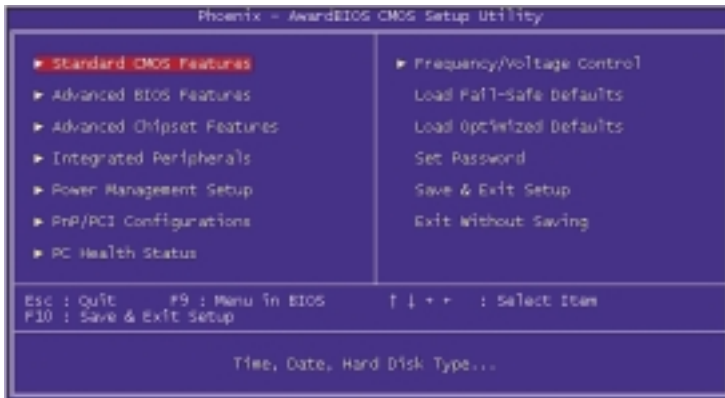 Phoenix - AwardBIOS CMOS Setup Utility
▶ Standard CMOS Features
▶ Advanced BIOS Features
▶ Advanced Chipset Features
▶ Integrated Peripherals
▶ Power Management Setup
▶ PnP/PCI Configurations
▶ PC Health Status
▶ Frequency/Voltage Control
Load Fail-Safe Defaults
Load Optimized Defaults
Set Password
Save & Exit Setup
Exit Without Saving
Esc : Quit F9 : Menu in BIOS ↑ ↓ → ← : Select Item
F10 : Save & Exit Setup
Time, Date, Hard Disk Type...